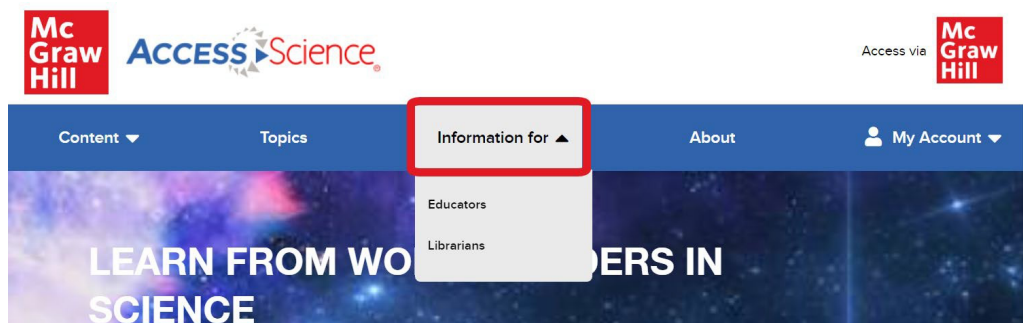 Mc
Graw
Hill
ACCESS Science®
Access via
Mc
Graw
Hill
Content
Topics
Information for
About
My Account
Educators
Librarians
LEARN FROM WO DERS IN
SCIENCE